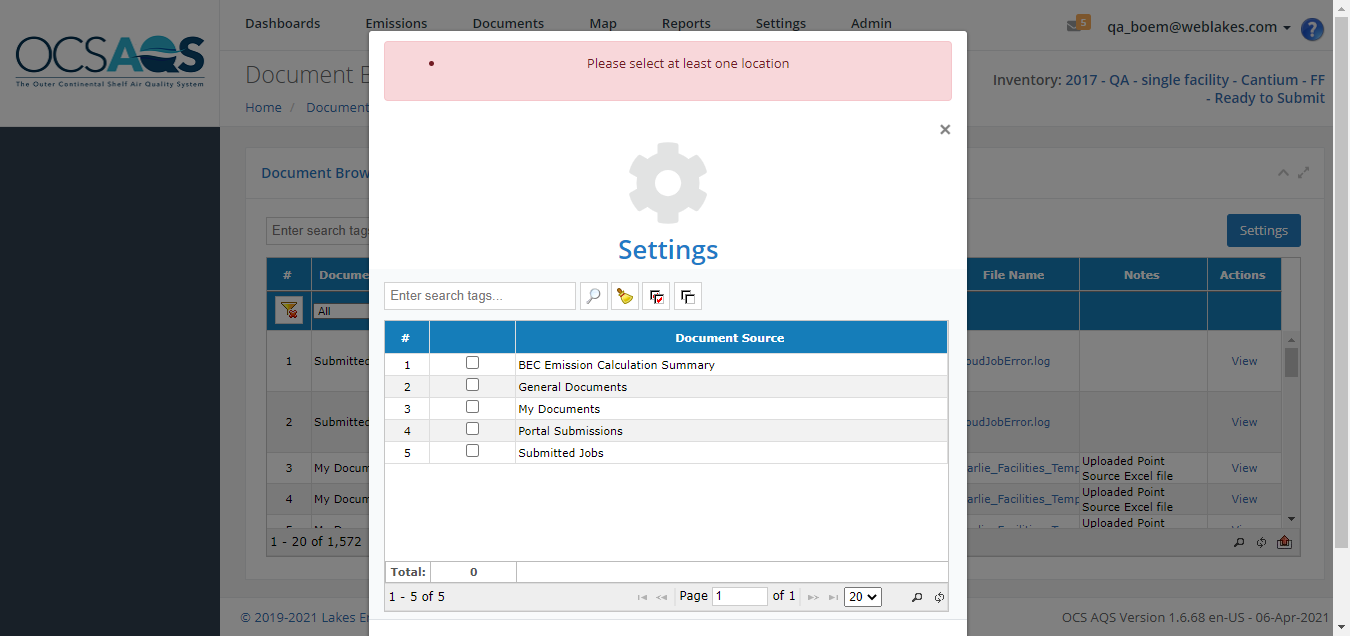 Dashboards Emissions Documents Map Reports Settings Admin 5 qa_boem@weblakes.com ?
OCSAQS
The Outer Continental Shelf Air Quality System
Please select at least one location
Document
Inventory: 2017 - QA - single facility - Cantium - FF
- Ready to Submit
Home / Document
×
Settings
Document Brow
Enter search tags
Settings
# Docume File Name Notes Actions
All
Enter search tags...
# Document Source
1 BEC Emission Calculation Summary
2 General Documents
3 My Documents
4 Portal Submissions
5 Submitted Jobs
Total: 0
1 - 5 of 5 Page 1 of 1 20
1 Submitted oudJobError.log View
2 Submitted oudJobError.log View
3 My Docum arlie_Facilities_Temp Uploaded Point
Source Excel file View
4 My Docum arlie_Facilities_Temp Uploaded Point
Source Excel file View
Uploaded Point
1 - 20 of 1,572
© 2019-2021 Lakes E
OCS AQS Version 1.6.68 en-US - 06-Apr-2021